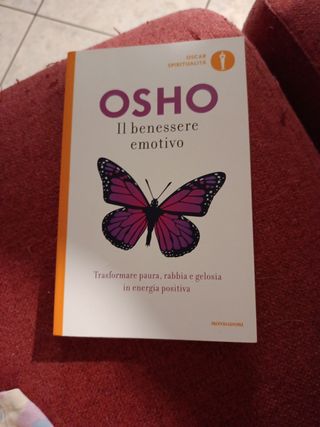 OSCAR
SPIRITUALITÀ
OSHO
Il benessere
emotivo
Trasformare paura, rabbia e gelosia
in energia positiva
MONDADORI